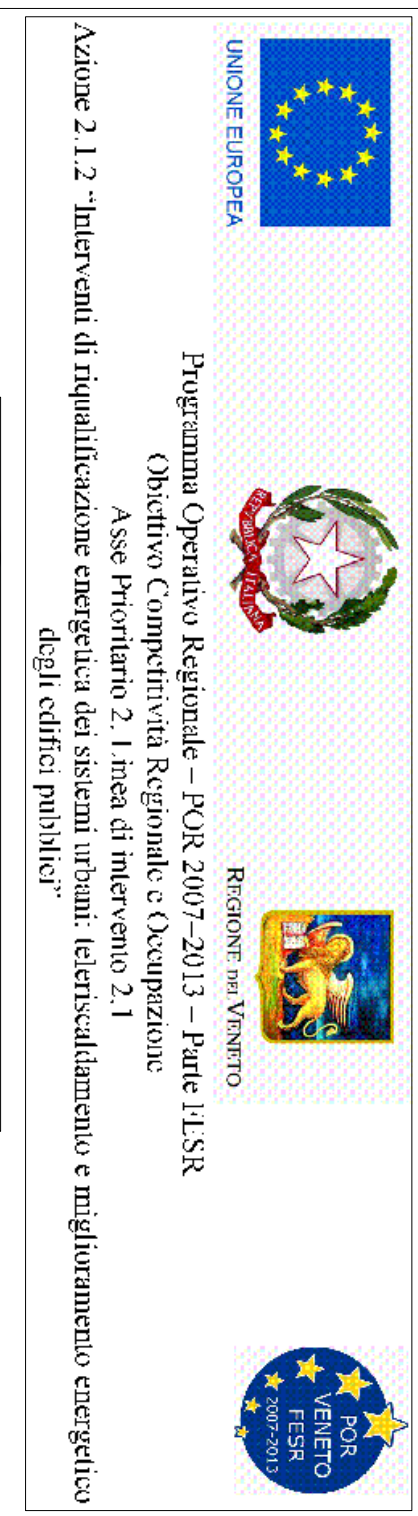 UNIONE EUROPEA
REPVBBLICA ITALIANA
REGIONE DEL VENETO
POR
VENETO
FESR
2007-2013
Programma Operativo Regionale – POR 2007–2013 – Parte FESR
Obiettivo Competitività Regionale e Occupazione
Asse Prioritario 2. Linea di intervento 2.1
Azione 2.1.2 “Interventi di riqualificazione energetica dei sistemi urbani: teleriscaldamento e miglioramento energetico
degli edifici pubblici”